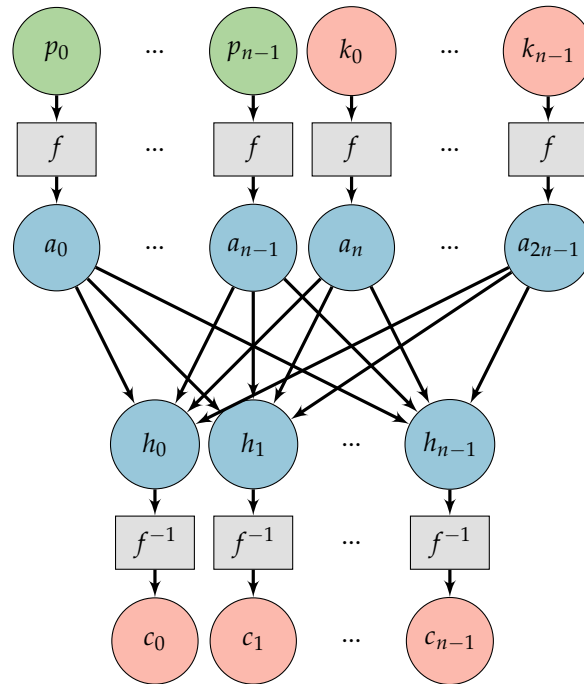 p₀ ... pₙ₋₁ k₀ ... kₙ₋₁
f ... f f ... f
a₀ ... aₙ₋₁ aₙ ... a₂ₙ₋₁
h₀ h₁ ... hₙ₋₁
f⁻¹ f⁻¹ ... f⁻¹
c₀ c₁ ... cₙ₋₁